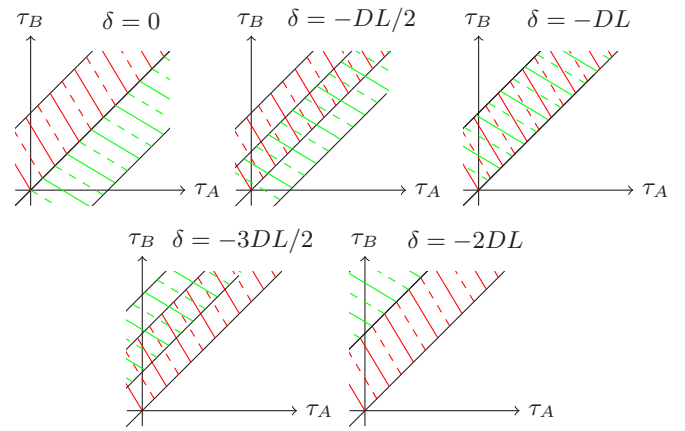 τ_B δ = 0 τ_A
τ_B δ = −DL/2 τ_A
τ_B δ = −DL τ_A
τ_B δ = −3DL/2 τ_A
τ_B δ = −2DL τ_A